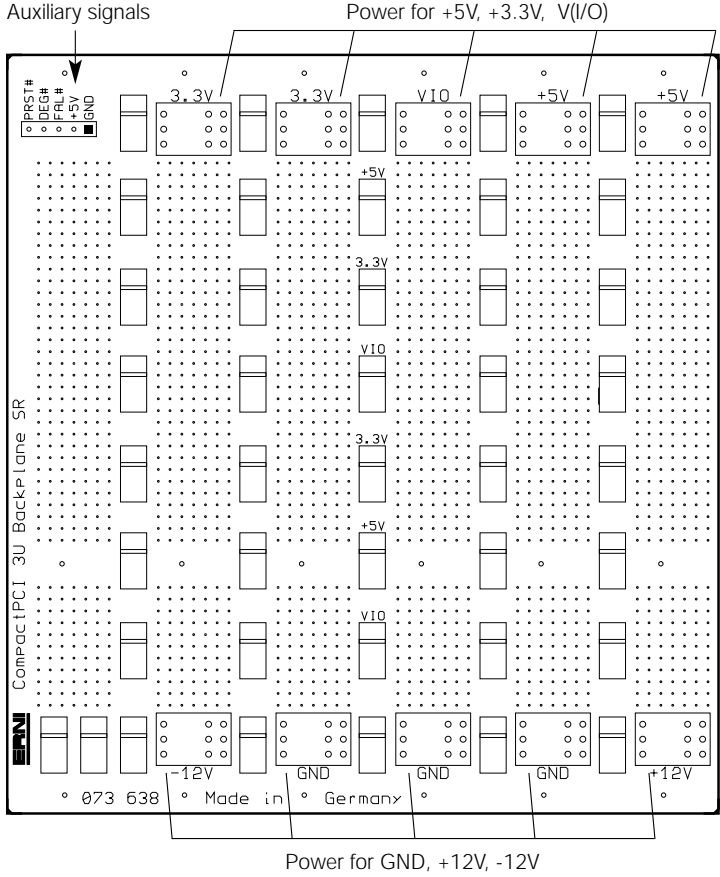 Auxiliary signals
Power for +5V, +3.3V, V(I/O)
PRST#
DEG#
FAL#
+5V
GND
3.3V
3.3V
VIO
+5V
+5V
+5V
3.3V
VIO
3.3V
+5V
VIO
CompactPCI 3U Backplane SR
ERNI
-12V
GND
GND
GND
+12V
073 638 Made in Germany
Power for GND, +12V, -12V